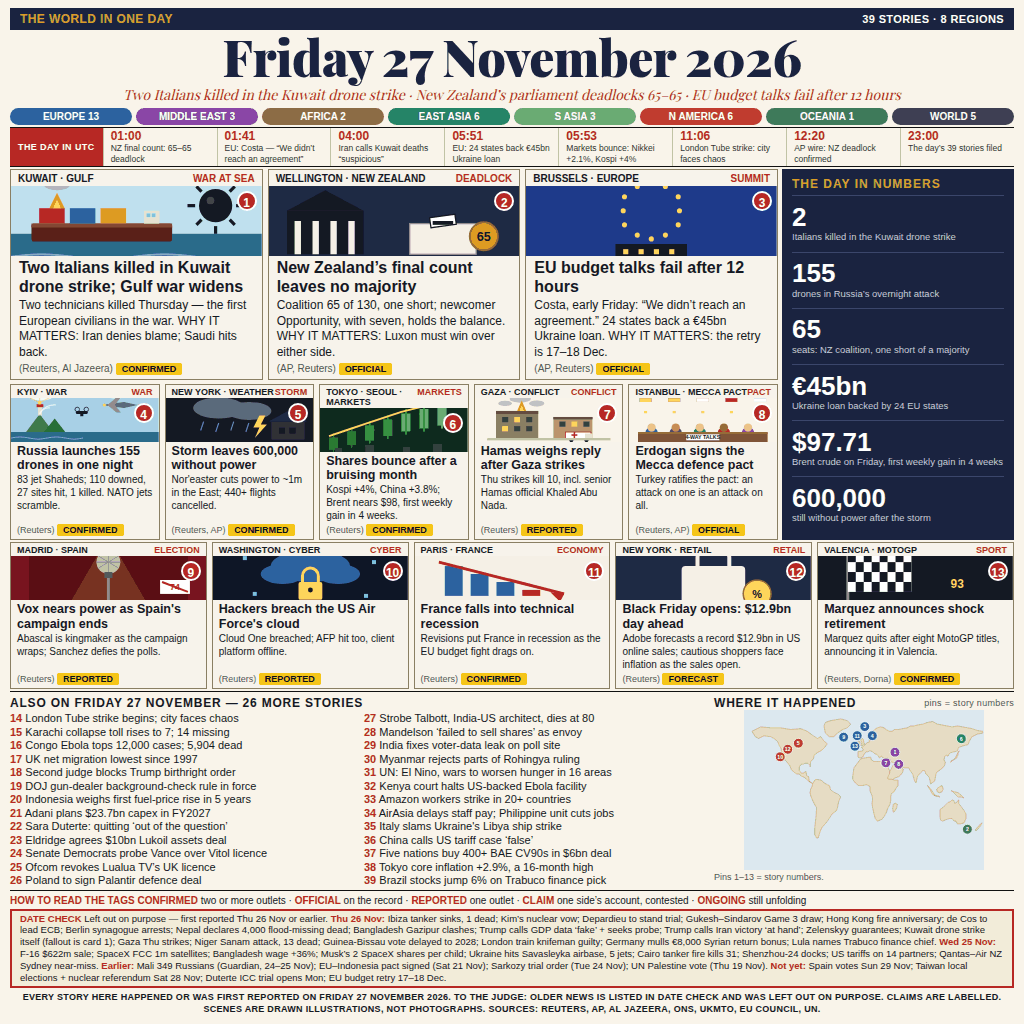 THE WORLD IN ONE DAY
39 STORIES · 8 REGIONS
Friday 27 November 2026
Two Italians killed in the Kuwait drone strike · New Zealand’s parliament deadlocks 65–65 · EU budget talks fail after 12 hours
EUROPE 13
MIDDLE EAST 3
AFRICA 2
EAST ASIA 6
S ASIA 3
N AMERICA 6
OCEANIA 1
WORLD 5
THE DAY IN UTC
01:00
NZ final count: 65–65
deadlock
01:41
EU: Costa — “We didn’t
reach an agreement”
04:00
Iran calls Kuwait deaths
“suspicious”
05:51
EU: 24 states back €45bn
Ukraine loan
05:53
Markets bounce: Nikkei
+2.1%, Kospi +4%
11:06
London Tube strike: city
faces chaos
12:20
AP wire: NZ deadlock
confirmed
23:00
The day’s 39 stories filed
KUWAIT · GULF
WAR AT SEA
1
Two Italians killed in Kuwait
drone strike; Gulf war widens
Two technicians killed Thursday — the first
European civilians in the war. WHY IT
MATTERS: Iran denies blame; Saudi hits
back.
(Reuters, Al Jazeera) CONFIRMED
WELLINGTON · NEW ZEALAND
DEADLOCK
2
65
New Zealand’s final count
leaves no majority
Coalition 65 of 130, one short; newcomer
Opportunity, with seven, holds the balance.
WHY IT MATTERS: Luxon must win over
either side.
(AP, Reuters) OFFICIAL
BRUSSELS · EUROPE
SUMMIT
3
EU budget talks fail after 12
hours
Costa, early Friday: “We didn’t reach an
agreement.” 24 states back a €45bn
Ukraine loan. WHY IT MATTERS: the retry
is 17–18 Dec.
(AP, Reuters) OFFICIAL
THE DAY IN NUMBERS
2
Italians killed in the Kuwait drone strike
155
drones in Russia’s overnight attack
65
seats: NZ coalition, one short of a majority
€45bn
Ukraine loan backed by 24 EU states
$97.71
Brent crude on Friday, first weekly gain in 4 weeks
600,000
still without power after the storm
KYIV · WAR
WAR
4
Russia launches 155
drones in one night
83 jet Shaheds; 110 downed,
27 sites hit, 1 killed. NATO jets
scramble.
(Reuters) CONFIRMED
NEW YORK · WEATHER
STORM
5
Storm leaves 600,000
without power
Nor'easter cuts power to ~1m
in the East; 440+ flights
cancelled.
(Reuters, AP) CONFIRMED
TOKYO · SEOUL ·
MARKETS
MARKETS
6
Shares bounce after a
bruising month
Kospi +4%, China +3.8%;
Brent nears $98, first weekly
gain in 4 weeks.
(Reuters) CONFIRMED
GAZA · CONFLICT
CONFLICT
7
Hamas weighs reply
after Gaza strikes
Thu strikes kill 10, incl. senior
Hamas official Khaled Abu
Nada.
(Reuters) REPORTED
ISTANBUL · MECCA PACT
PACT
8
4-WAY TALKS
Erdogan signs the
Mecca defence pact
Turkey ratifies the pact: an
attack on one is an attack on
all.
(Reuters, AP) OFFICIAL
MADRID · SPAIN
ELECTION
9
74
Vox nears power as Spain's
campaign ends
Abascal is kingmaker as the campaign
wraps; Sanchez defies the polls.
(Reuters) REPORTED
WASHINGTON · CYBER
CYBER
10
Hackers breach the US Air
Force's cloud
Cloud One breached; AFP hit too, client
platform offline.
(Reuters) REPORTED
PARIS · FRANCE
ECONOMY
11
France falls into technical
recession
Revisions put France in recession as the
EU budget fight drags on.
(Reuters) CONFIRMED
NEW YORK · RETAIL
RETAIL
12
%
Black Friday opens: $12.9bn
day ahead
Adobe forecasts a record $12.9bn in US
online sales; cautious shoppers face
inflation as the sales open.
(Reuters) FORECAST
VALENCIA · MOTOGP
SPORT
13
93
Marquez announces shock
retirement
Marquez quits after eight MotoGP titles,
announcing it in Valencia.
(Reuters, Dorna) CONFIRMED
ALSO ON FRIDAY 27 NOVEMBER — 26 MORE STORIES
14 London Tube strike begins; city faces chaos
15 Karachi collapse toll rises to 7; 14 missing
16 Congo Ebola tops 12,000 cases; 5,904 dead
17 UK net migration lowest since 1997
18 Second judge blocks Trump birthright order
19 DOJ gun-dealer background-check rule in force
20 Indonesia weighs first fuel-price rise in 5 years
21 Adani plans $23.7bn capex in FY2027
22 Sara Duterte: quitting ‘out of the question’
23 Eldridge agrees $10bn Lukoil assets deal
24 Senate Democrats probe Vance over Vitol licence
25 Ofcom revokes Lualua TV’s UK licence
26 Poland to sign Palantir defence deal
27 Strobe Talbott, India-US architect, dies at 80
28 Mandelson ‘failed to sell shares’ as envoy
29 India fixes voter-data leak on poll site
30 Myanmar rejects parts of Rohingya ruling
31 UN: El Nino, wars to worsen hunger in 16 areas
32 Kenya court halts US-backed Ebola facility
33 Amazon workers strike in 20+ countries
34 AirAsia delays staff pay; Philippine unit cuts jobs
35 Italy slams Ukraine's Libya ship strike
36 China calls US tariff case ‘false’
37 Five nations buy 400+ BAE CV90s in $6bn deal
38 Tokyo core inflation +2.9%, a 16-month high
39 Brazil stocks jump 6% on Trabuco finance pick
WHERE IT HAPPENED
pins = story numbers
Pins 1–13 = story numbers.
HOW TO READ THE TAGS CONFIRMED two or more outlets · OFFICIAL on the record · REPORTED one outlet · CLAIM one side’s account, contested · ONGOING still unfolding
DATE CHECK Left out on purpose — first reported Thu 26 Nov or earlier. Thu 26 Nov: Ibiza tanker sinks, 1 dead; Kim’s nuclear vow; Depardieu to stand trial; Gukesh–Sindarov Game 3 draw; Hong Kong fire anniversary; de Cos to
lead ECB; Berlin synagogue arrests; Nepal declares 4,000 flood-missing dead; Bangladesh Gazipur clashes; Trump calls GDP data ‘fake’ + seeks probe; Trump calls Iran victory ‘at hand’; Zelenskyy guarantees; Kuwait drone strike
itself (fallout is card 1); Gaza Thu strikes; Niger Sanam attack, 13 dead; Guinea-Bissau vote delayed to 2028; London train knifeman guilty; Germany mulls €8,000 Syrian return bonus; Lula names Trabuco finance chief. Wed 25 Nov:
F-16 $622m sale; SpaceX FCC 1m satellites; Bangladesh wage +36%; Musk’s 2 SpaceX shares per child; Ukraine hits Savasleyka airbase, 5 jets; Cairo tanker fire kills 31; Shenzhou-24 docks; US tariffs on 14 partners; Qantas–Air NZ
Sydney near-miss. Earlier: Mali 349 Russians (Guardian, 24–25 Nov); EU–Indonesia pact signed (Sat 21 Nov); Sarkozy trial order (Tue 24 Nov); UN Palestine vote (Thu 19 Nov). Not yet: Spain votes Sun 29 Nov; Taiwan local
elections + nuclear referendum Sat 28 Nov; Duterte ICC trial opens Mon; EU budget retry 17–18 Dec.
EVERY STORY HERE HAPPENED OR WAS FIRST REPORTED ON FRIDAY 27 NOVEMBER 2026. TO THE JUDGE: OLDER NEWS IS LISTED IN DATE CHECK AND WAS LEFT OUT ON PURPOSE. CLAIMS ARE LABELLED.
SCENES ARE DRAWN ILLUSTRATIONS, NOT PHOTOGRAPHS. SOURCES: REUTERS, AP, AL JAZEERA, ONS, UKMTO, EU COUNCIL, UN.